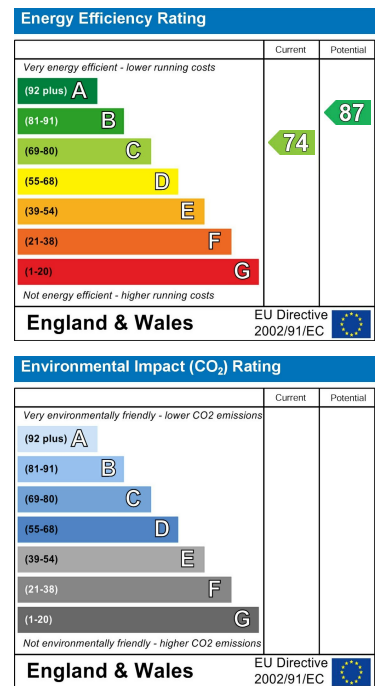 Energy Efficiency Rating
Current Potential
Very energy efficient - lower running costs
(92 plus) A
(81-91) B
87
(69-80) C
74
(55-68) D
(39-54) E
(21-38) F
(1-20) G
Not energy efficient - higher running costs
England & Wales
EU Directive
2002/91/EC
Environmental Impact (CO₂) Rating
Current Potential
Very environmentally friendly - lower CO2 emissions
(92 plus) A
(81-91) B
(69-80) C
(55-68) D
(39-54) E
(21-38) F
(1-20) G
Not environmentally friendly - higher CO2 emissions
England & Wales
EU Directive
2002/91/EC